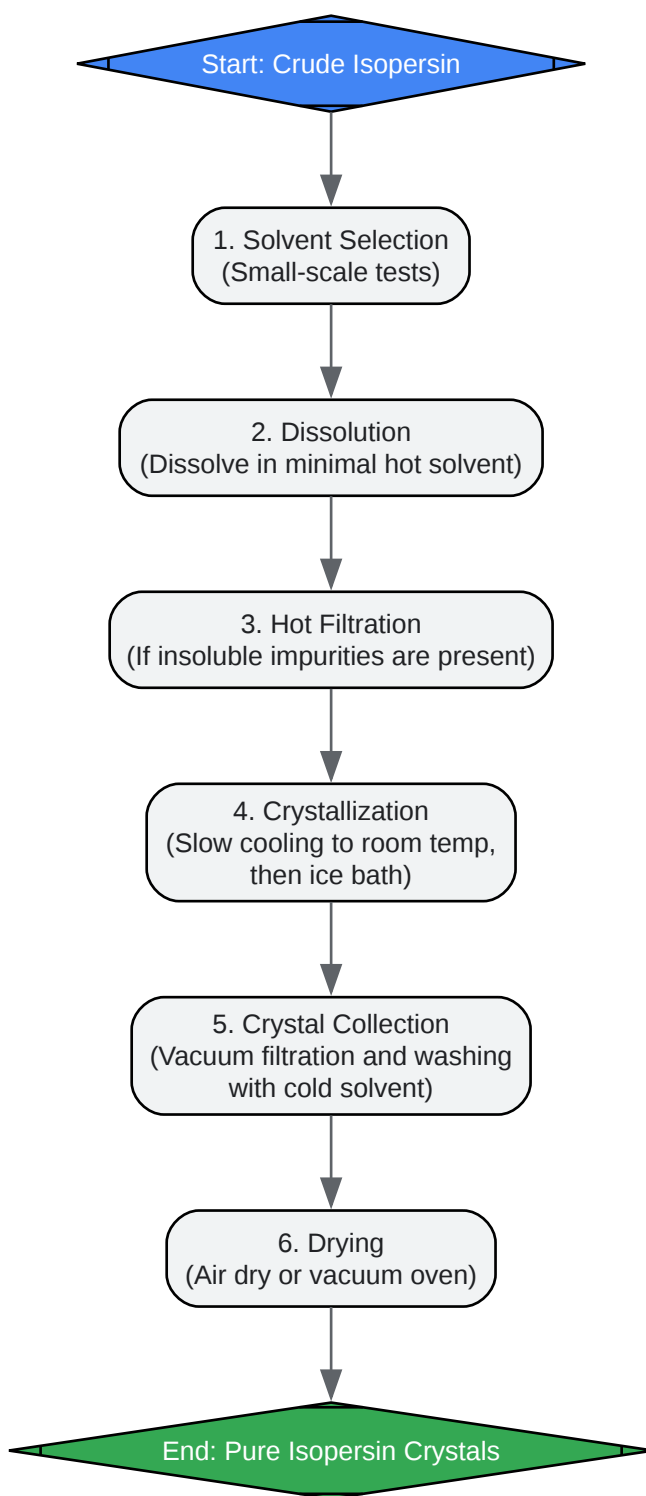 Start: Crude Isopersin
1. Solvent Selection
(Small-scale tests)
2. Dissolution
(Dissolve in minimal hot solvent)
3. Hot Filtration
(If insoluble impurities are present)
4. Crystallization
(Slow cooling to room temp,
then ice bath)
5. Crystal Collection
(Vacuum filtration and washing
with cold solvent)
6. Drying
(Air dry or vacuum oven)
End: Pure Isopersin Crystals